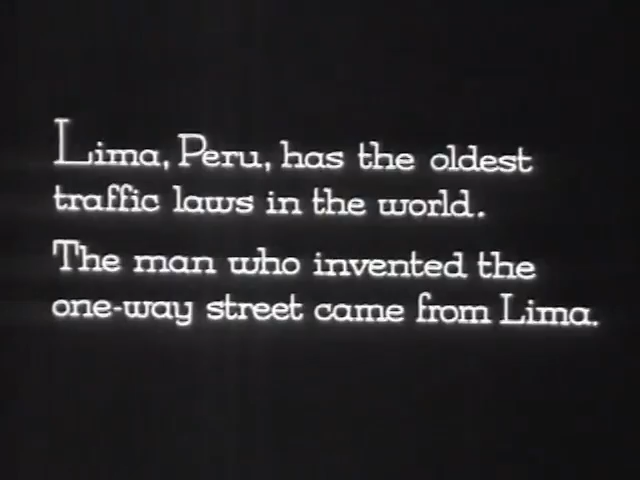 Lima, Peru, has the oldest
traffic laws in the world.
The man who invented the
one-way street came from Lima.